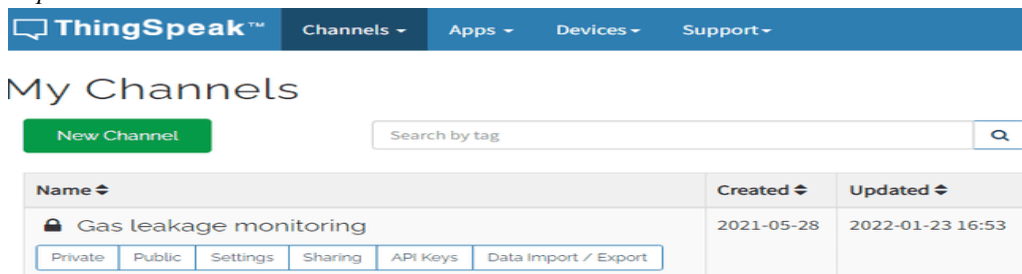 ThingSpeak™ Channels Apps Devices Support
My Channels
New Channel Search by tag
Name Created Updated
Gas leakage monitoring 2021-05-28 2022-01-23 16:53
Private Public Settings Sharing API Keys Data Import / Export